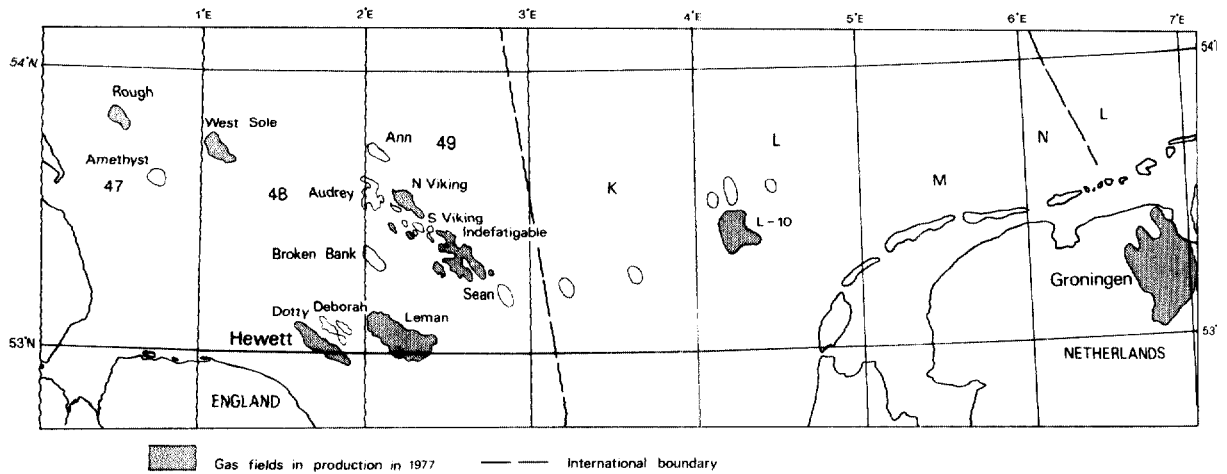 1°E 2°E 3°E 4°E 5°E 6°E 7°E
54°N
54°N
Rough
West Sole
Ann 49
L
N L
Amethyst
47
48 Audrey
N Viking
K
M
S Viking
Indefatigable
L-10
Broken Bank
Sean
Groningen
Dotty Deborah
Leman
Hewett
53°N
53°N
NETHERLANDS
ENGLAND
Gas fields in production in 1977
International boundary